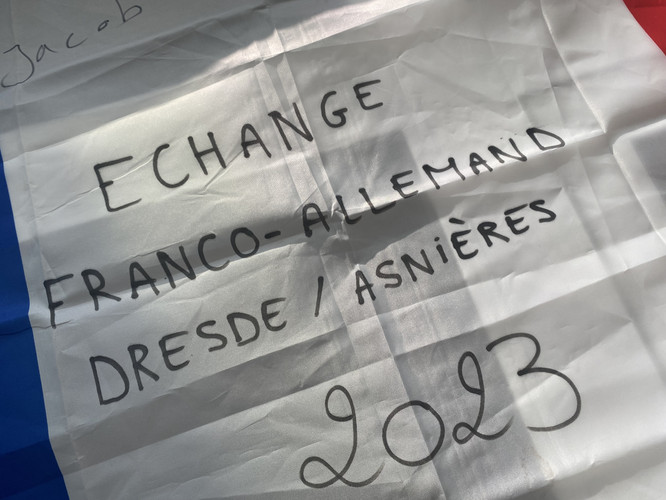 Jacob
ECHANGE
FRANCO-ALLEMAND
DRESDE / ASNIÈRES
2023